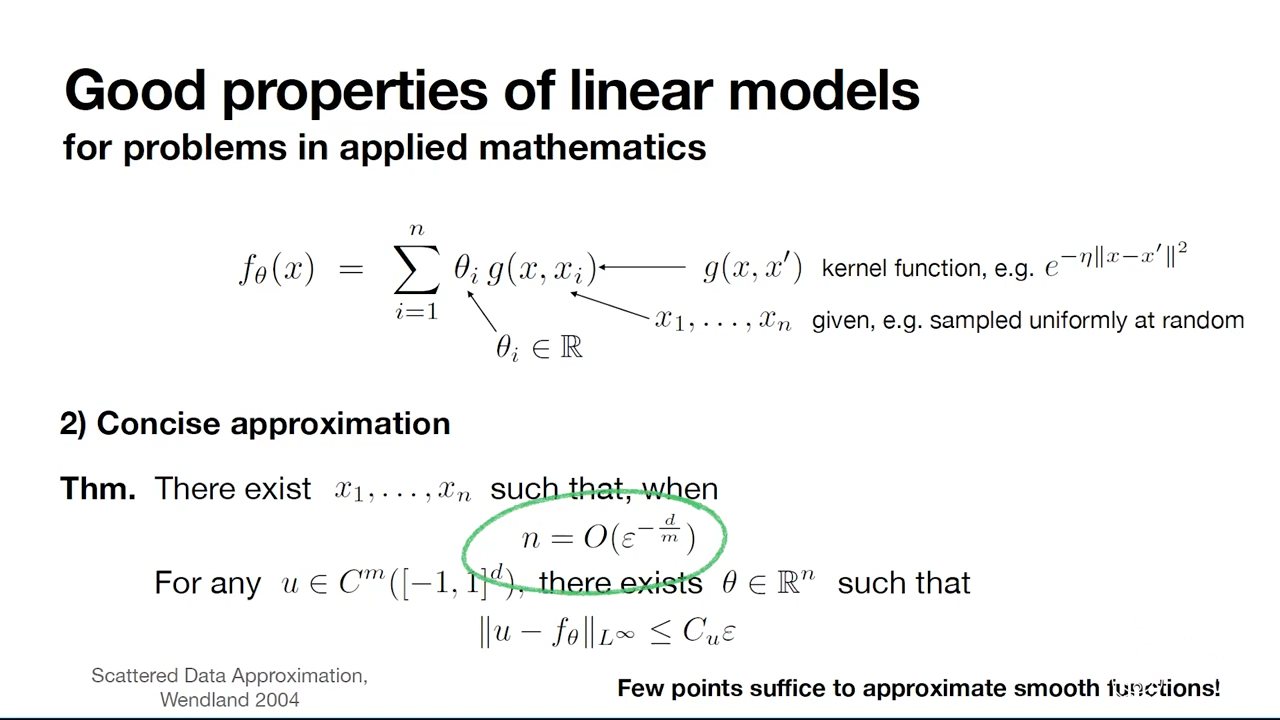 Good properties of linear models
for problems in applied mathematics
f_θ(x) = ∑_{i=1}^{n} θ_i g(x, x_i) g(x, x′) kernel function, e.g. e^{−η‖x−x′‖²}
x_1, . . . , x_n given, e.g. sampled uniformly at random
θ_i ∈ ℝ
2) Concise approximation
Thm. There exist x_1, . . . , x_n such that, when
n = O(ε^{−d/m})
For any u ∈ C^m([−1, 1]^d), there exists θ ∈ ℝ^n such that
‖u − f_θ‖_{L^∞} ≤ C_u ε
Scattered Data Approximation,
Wendland 2004
Few points suffice to approximate smooth functions!